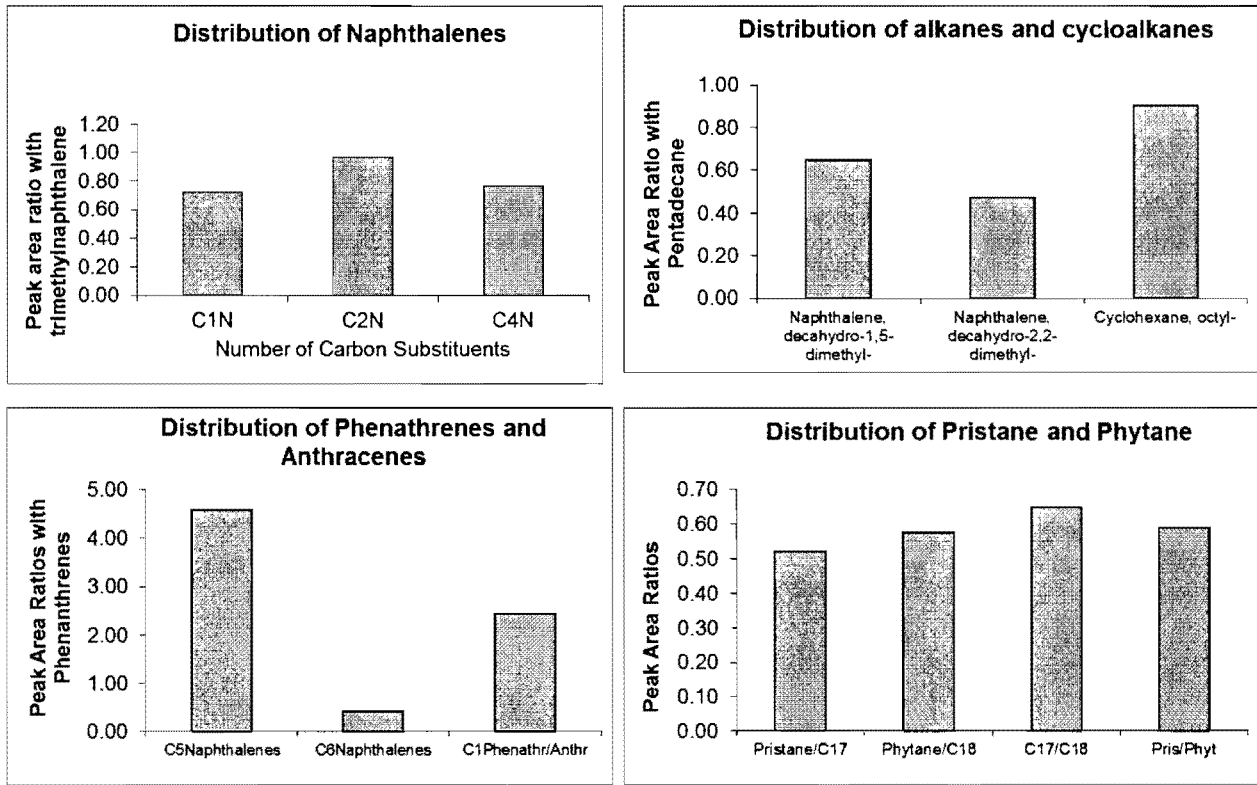 Distribution of Naphthalenes
Peak area ratio with
trimethylnaphthalene
1.20
1.00
0.80
0.60
0.40
0.20
0.00
C1N C2N C4N
Number of Carbon Substituents
Distribution of alkanes and cycloalkanes
Peak Area Ratio with
Pentadecane
1.00
0.80
0.60
0.40
0.20
0.00
Naphthalene,
decahydro-1,5-
dimethyl-
Naphthalene,
decahydro-2,2-
dimethyl-
Cyclohexane, octyl-
Distribution of Phenathrenes and
Anthracenes
Peak Area Ratios with
Phenanthrenes
5.00
4.00
3.00
2.00
1.00
0.00
C5Naphthalenes C6Naphthalenes C1Phenathr/Anthr
Distribution of Pristane and Phytane
Peak Area Ratios
0.70
0.60
0.50
0.40
0.30
0.20
0.10
0.00
Pristane/C17 Phytane/C18 C17/C18 Pris/Phyt